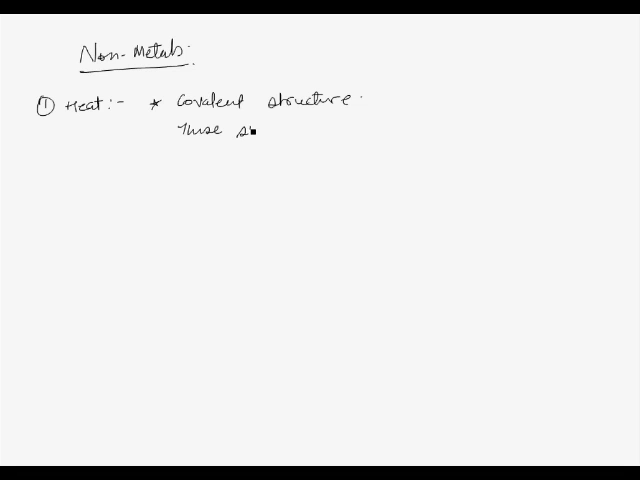 Non-Metals:
① Heat:- * Covalent structure.
These s